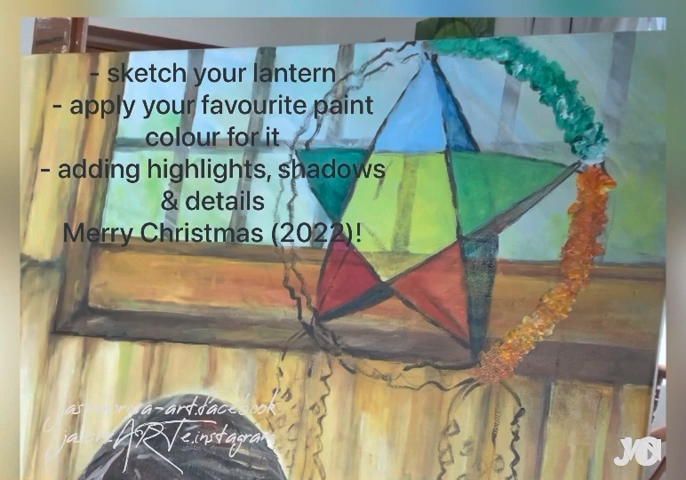 - sketch your lantern
- apply your favourite paint
colour for it
- adding highlights, shadows
& details
Merry Christmas (2022)!